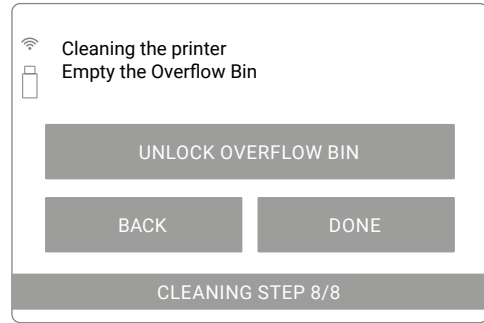 Cleaning the printer
Empty the Overflow Bin
UNLOCK OVERFLOW BIN
BACK
DONE
CLEANING STEP 8/8